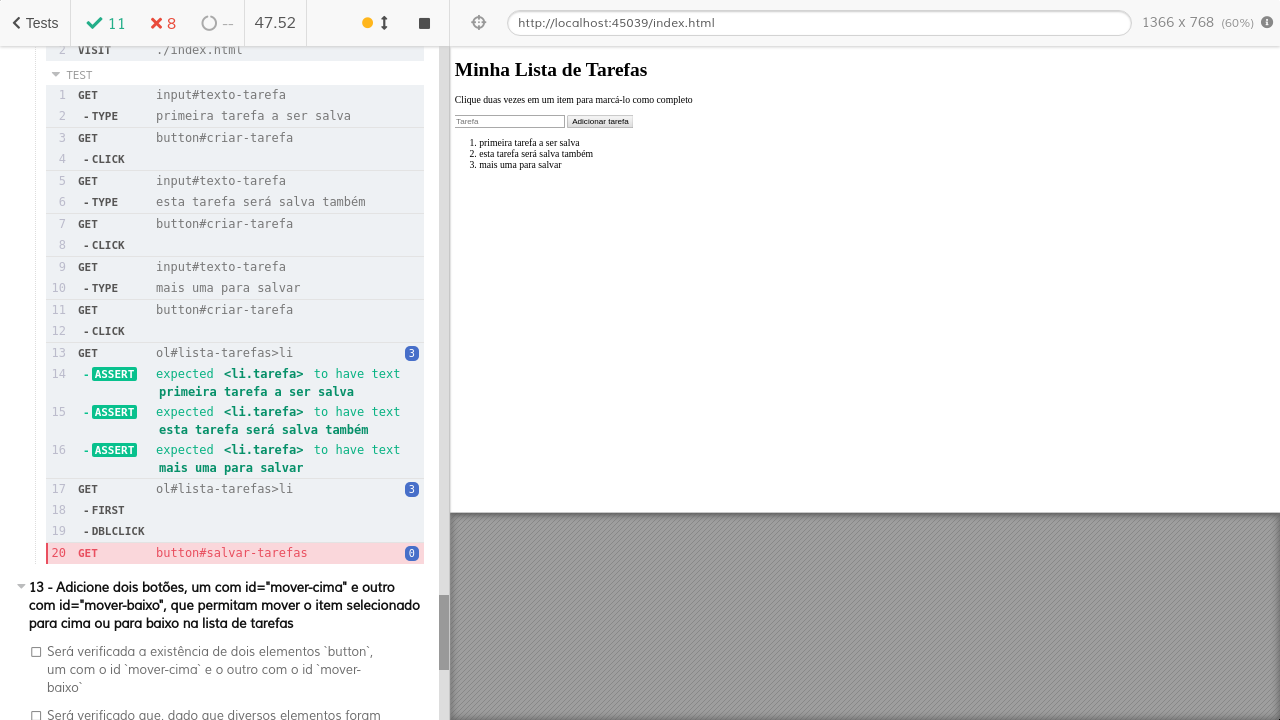 Tests 11 8 -- 47.52
2 VISIT ./index.html
TEST
1 GET input#texto-tarefa
2 -TYPE primeira tarefa a ser salva
3 GET button#criar-tarefa
4 -CLICK
5 GET input#texto-tarefa
6 -TYPE esta tarefa será salva também
7 GET button#criar-tarefa
8 -CLICK
9 GET input#texto-tarefa
10 -TYPE mais uma para salvar
11 GET button#criar-tarefa
12 -CLICK
13 GET ol#lista-tarefas>li 3
14 -ASSERT expected <li.tarefa> to have text
primeira tarefa a ser salva
15 -ASSERT expected <li.tarefa> to have text
esta tarefa será salva também
16 -ASSERT expected <li.tarefa> to have text
mais uma para salvar
17 GET ol#lista-tarefas>li 3
18 -FIRST
19 -DBLCLICK
20 GET button#salvar-tarefas 0
13 - Adicione dois botões, um com id="mover-cima" e outro
com id="mover-baixo", que permitam mover o item selecionado
para cima ou para baixo na lista de tarefas
Será verificada a existência de dois elementos `button`,
um com o id `mover-cima` e o outro com o id `mover-
baixo`
Será verificado que, dado que diversos elementos foram
http://localhost:45039/index.html 1366 x 768 (60%)
Minha Lista de Tarefas
Clique duas vezes em um item para marcá-lo como completo
Tarefa Adicionar tarefa
1. primeira tarefa a ser salva
2. esta tarefa será salva também
3. mais uma para salvar